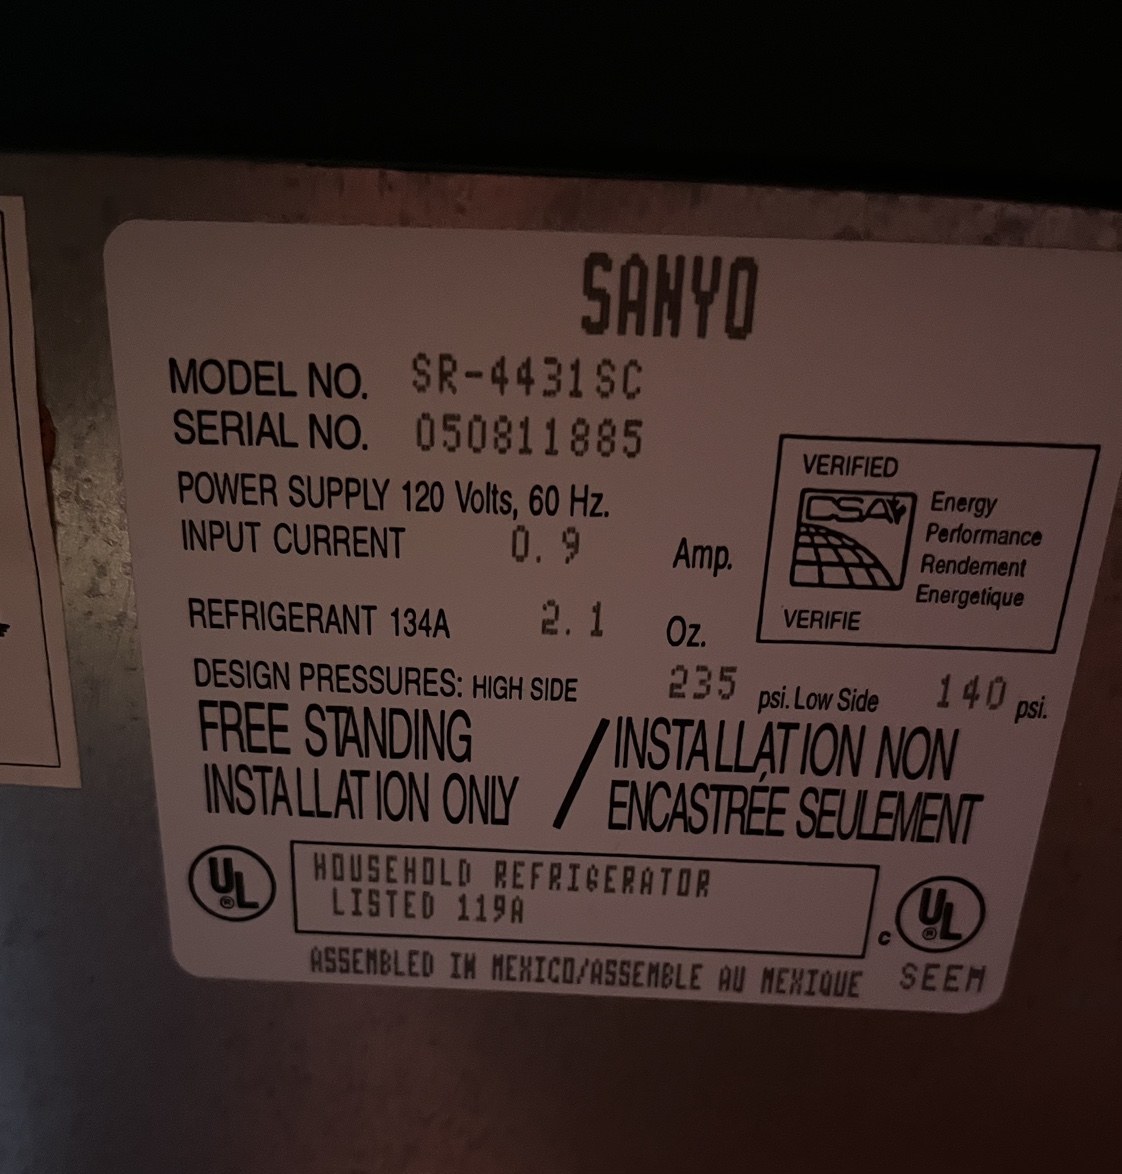 SANYO
MODEL NO. SR-4431SC
SERIAL NO. 050811885
POWER SUPPLY 120 Volts, 60 Hz.
INPUT CURRENT 0.9 Amp.
VERIFIED
CSA
Energy
Performance
Rendement
Energetique
VERIFIE
REFRIGERANT 134A 2.1 Oz.
DESIGN PRESSURES: HIGH SIDE 235 psi. Low Side 140 psi.
FREE STANDING
INSTALLATION ONLY
/ INSTALLATION NON
ENCASTRÉE SEULEMENT
UL ®
HOUSEHOLD REFRIGERATOR
LISTED 119A
c UL ®
ASSEMBLED IN MEXICO/ASSEMBLE AU MEXIQUE
SEEM